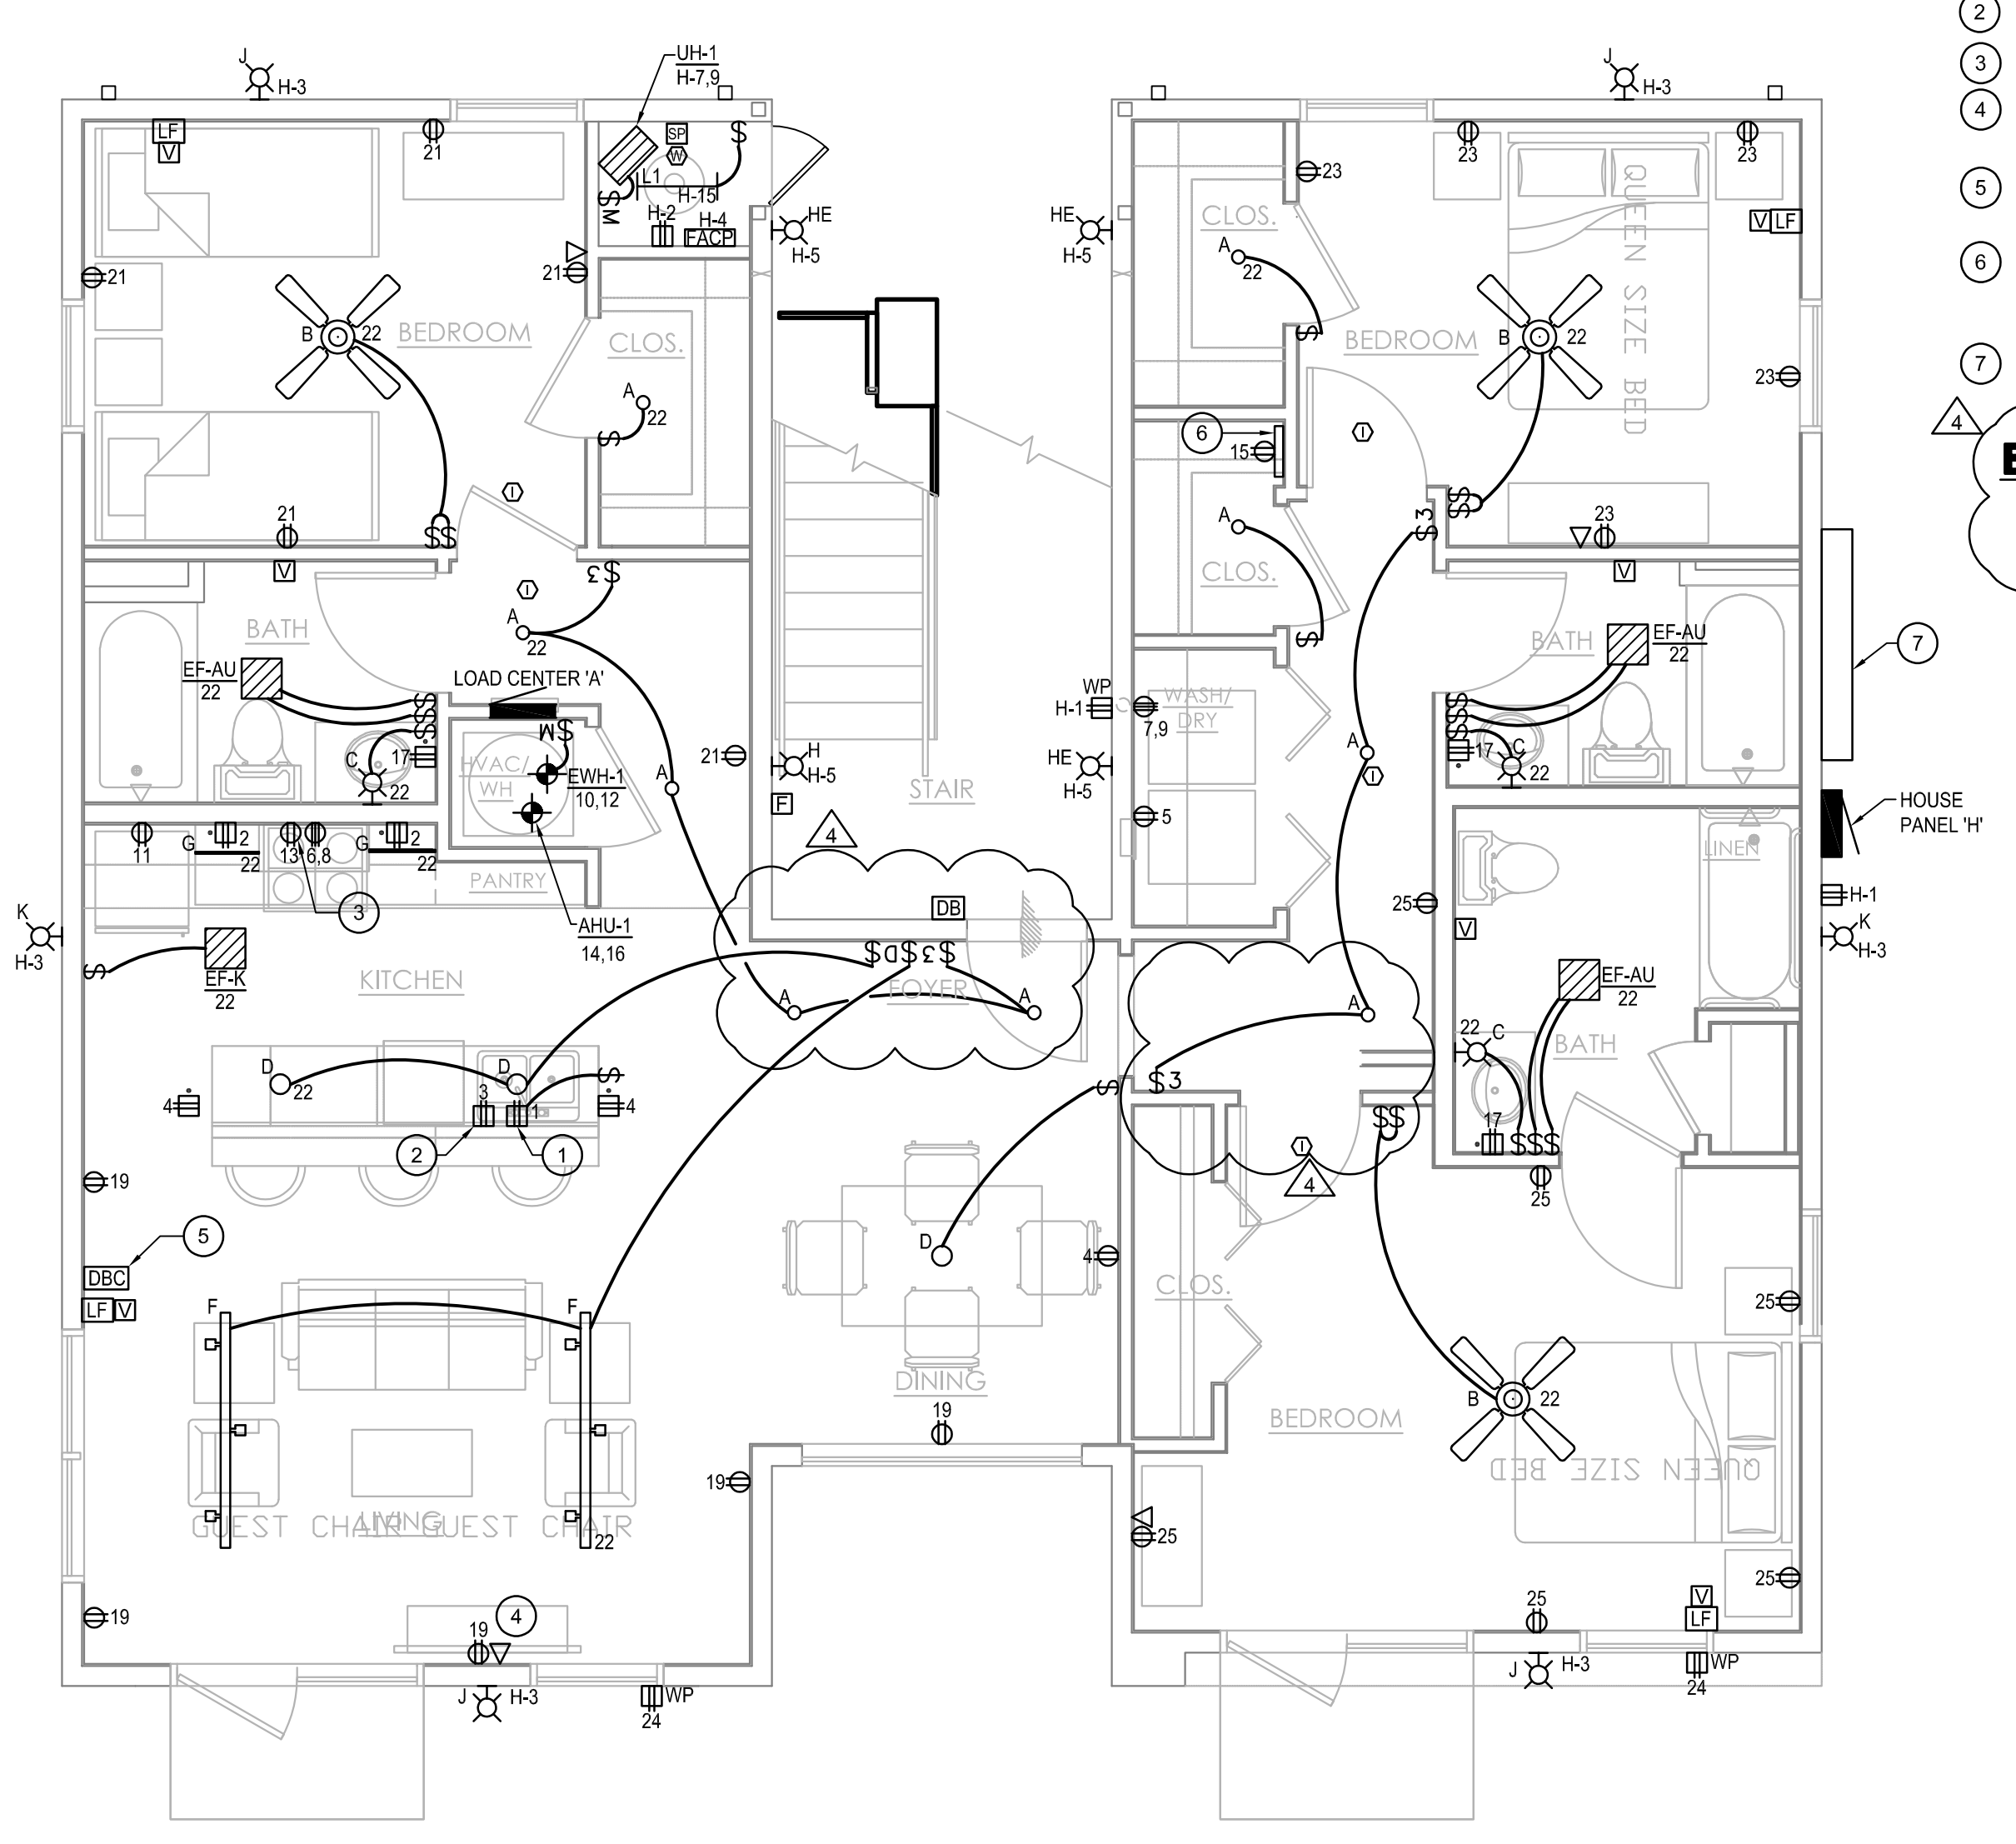 2
3
4
5
6
7
4
J
H-3
UH-1
H-7,9
J
H-3
LF
V
21
SP
W
$
L1
H-15
$M
H-2
H-4
FACP
HE
H-5
HE
H-5
23
23
23
CLOS.
QUEEN SIZE BED
V LF
21
21
A
22
$
B
22
BEDROOM
CLOS.
A
22
$
BEDROOM
B
22
23
6
15
I
21
$$
I
A
$
CLOS.
$
$3
$$
23
V
$3
I
V
BATH
A
22
EF-AU
22
LOAD CENTER 'A'
BATH
EF-AU
22
7
$$$
17
C
22
$M
HVAC/
WH
EWH-1
10,12
A
21
H
H-5
F
STAIR
4
WP
H-1
HE
H-5
WASH/
DRY
7,9
5
A
I
$$$
17
C
22
HOUSE
PANEL 'H'
LINEN
11
G
2
22
13
6,8
G
2
22
3
PANTRY
AHU-1
14,16
DB
25
V
H-1
K
H-3
K
H-3
$
EF-K
22
KITCHEN
$$D$3
FOYER
A
A
A
EF-AU
22
22
C
BATH
D
22
D
$
4
3
1
4
2
1
$
$3
$$
I
4
17
$$$
25
19
5
DBC
LF V
D
4
CLOS.
25
F
F
DINING
19
BEDROOM
B
22
QUEEN SIZE BED
19
GUEST CHAIR
LIVING
GUEST CHAIR
22
25
25
19
4
19
25
V
LF
J
H-3
WP
24
J
H-3
WP
24